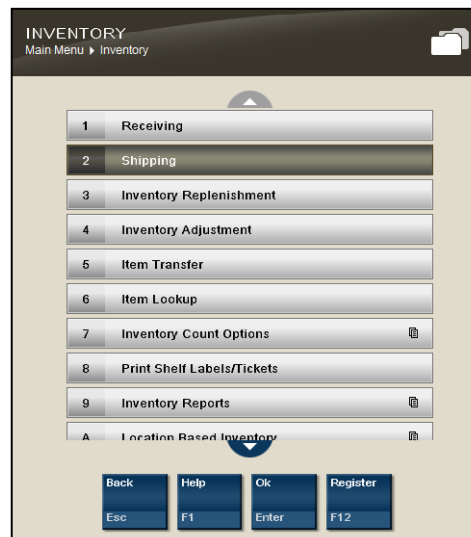 INVENTORY
Main Menu ▸ Inventory
1 Receiving
2 Shipping
3 Inventory Replenishment
4 Inventory Adjustment
5 Item Transfer
6 Item Lookup
7 Inventory Count Options
8 Print Shelf Labels/Tickets
9 Inventory Reports
A Location Based Inventory
Back Help Ok Register
Esc F1 Enter F12